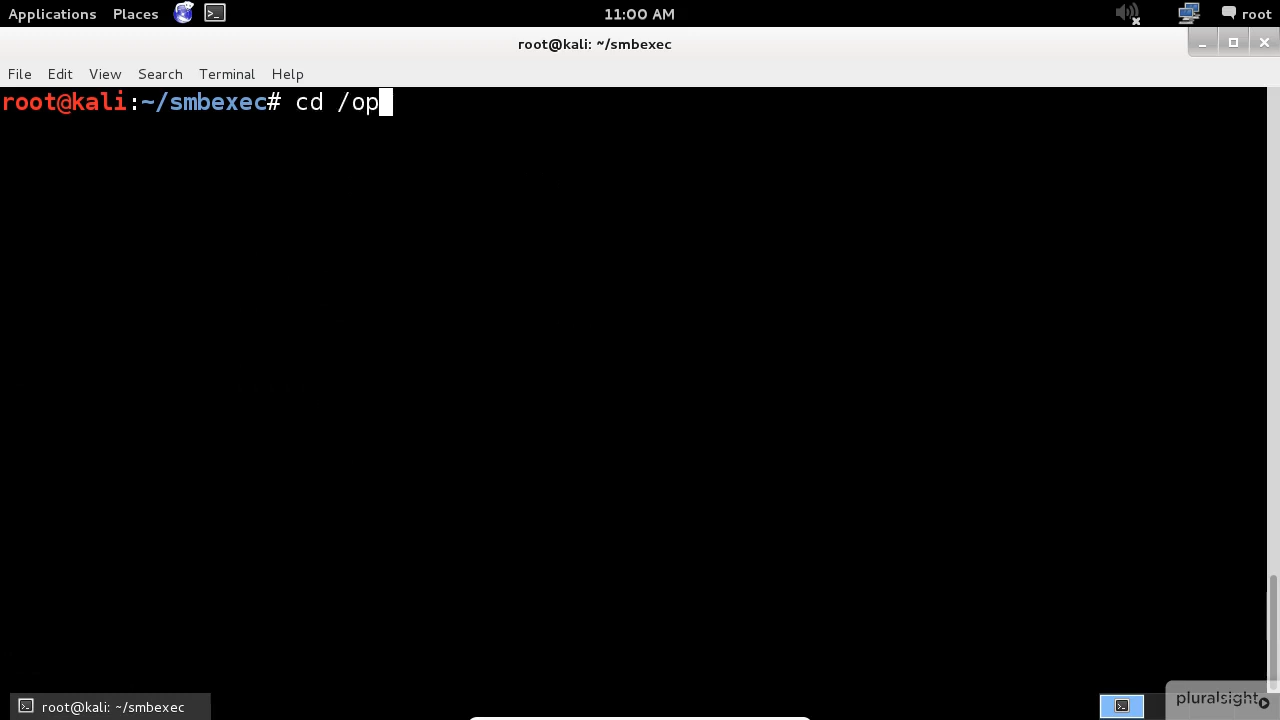 Applications Places 11:00 AM root
root@kali: ~/smbexec
File Edit View Search Terminal Help
root@kali:~/smbexec# cd /op
root@kali: ~/smbexec
pluralsight